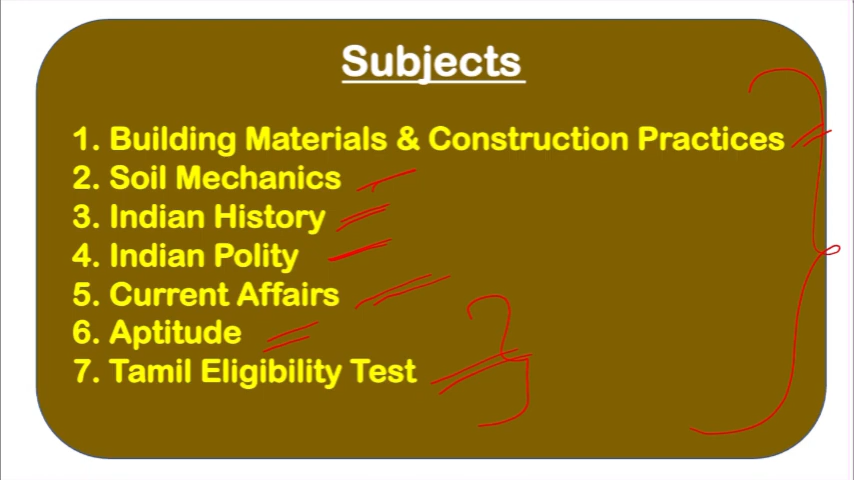 Subjects
1. Building Materials & Construction Practices
2. Soil Mechanics
3. Indian History
4. Indian Polity
5. Current Affairs
6. Aptitude
7. Tamil Eligibility Test